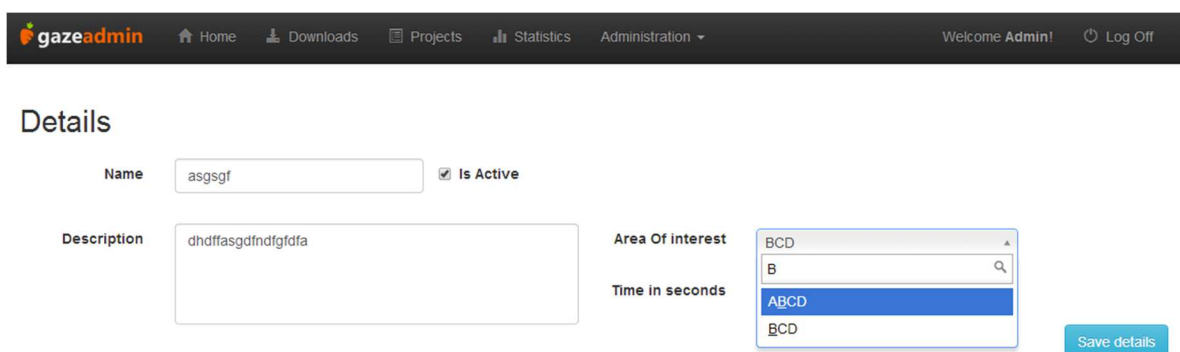 gazeadmin Home Downloads Projects Statistics Administration Welcome Admin! Log Off
Details
Name asgsgf Is Active
Description dhdffasgdfndfgfdfa Area Of interest BCD
B
Time in seconds
ABCD
BCD
Save details